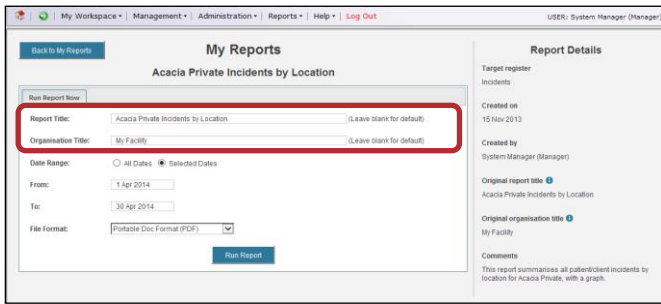 My Workspace Management Administration Reports Help Log Out
USER: System Manager (Manager)
Back to My Reports
My Reports
Acacia Private Incidents by Location
Run Report Now
Report Title: Acacia Private Incidents by Location (Leave blank for default)
Organisation Title: My Facility (Leave blank for default)
Date Range: All Dates Selected Dates
From: 1 Apr 2014
To: 30 Apr 2014
File Format: Portable Doc Format (PDF)
Run Report
Report Details
Target register
Incidents
Created on
15 Nov 2013
Created by
System Manager (Manager)
Original report title
Acacia Private Incidents by Location
Original organisation title
My Facility
Comments
This report summarises all patient/client incidents by
location for Acacia Private, with a graph.